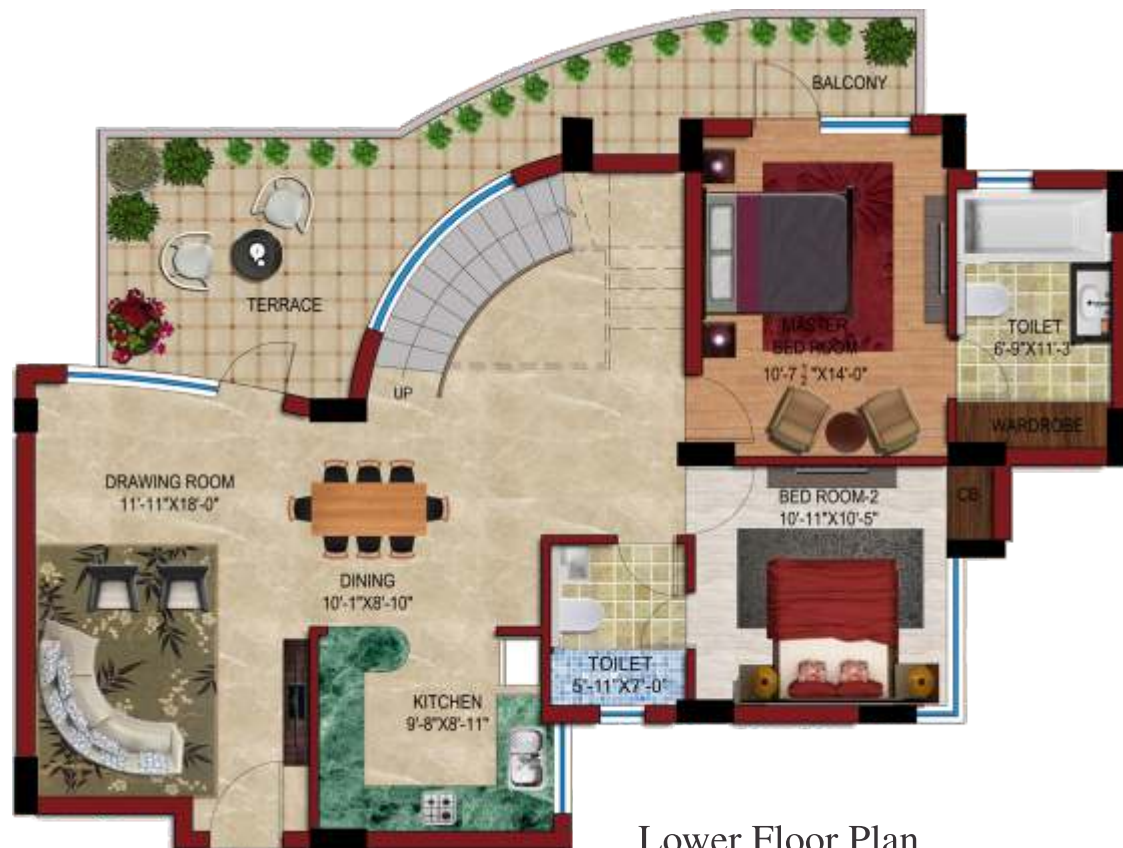 BALCONY
TERRACE
UP
MASTER
BED ROOM
10'-7 1/2"X14'-0"
TOILET
6'-9"X11'-3
WARDROBE
DRAWING ROOM
11'-11"X18'-0"
BED ROOM-2
10'-11"X10'-5"
CB
DINING
10'-1"X8'-10"
TOILET
5'-11"X7'-0"
KITCHEN
9'-8"X8'-11"
Lower Floor Plan